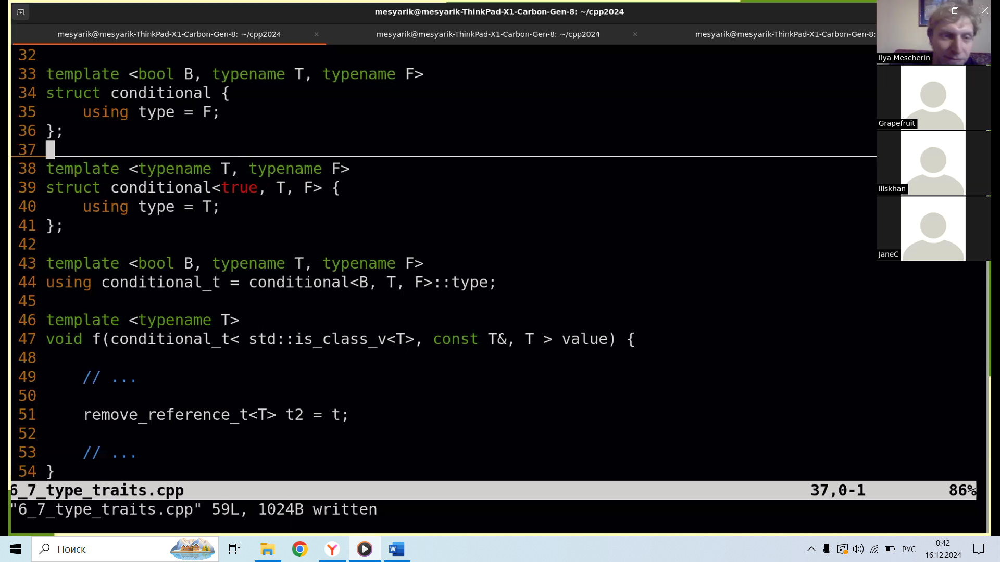 mesyarik@mesyarik-ThinkPad-X1-Carbon-Gen-8: ~/cpp2024
mesyarik@mesyarik-ThinkPad-X1-Carbon-Gen-8: ~/cpp2024 ×
mesyarik@mesyarik-ThinkPad-X1-Carbon-Gen-8: ~/cpp2024 ×
mesyarik@mesyarik-ThinkPad-X1-Carbon-Gen-8:
Ilya Mescherin
Grapefruit
lllskhan
JaneC
32
33 template <bool B, typename T, typename F>
34 struct conditional {
35     using type = F;
36 };
37
38 template <typename T, typename F>
39 struct conditional<true, T, F> {
40     using type = T;
41 };
42
43 template <bool B, typename T, typename F>
44 using conditional_t = conditional<B, T, F>::type;
45
46 template <typename T>
47 void f(conditional_t< std::is_class_v<T>, const T&, T > value) {
48
49     // ...
50
51     remove_reference_t<T> t2 = t;
52
53     // ...
54 }
6_7_type_traits.cpp 37,0-1 86%
"6_7_type_traits.cpp" 59L, 1024B written
Поиск
РУС
0:42
16.12.2024